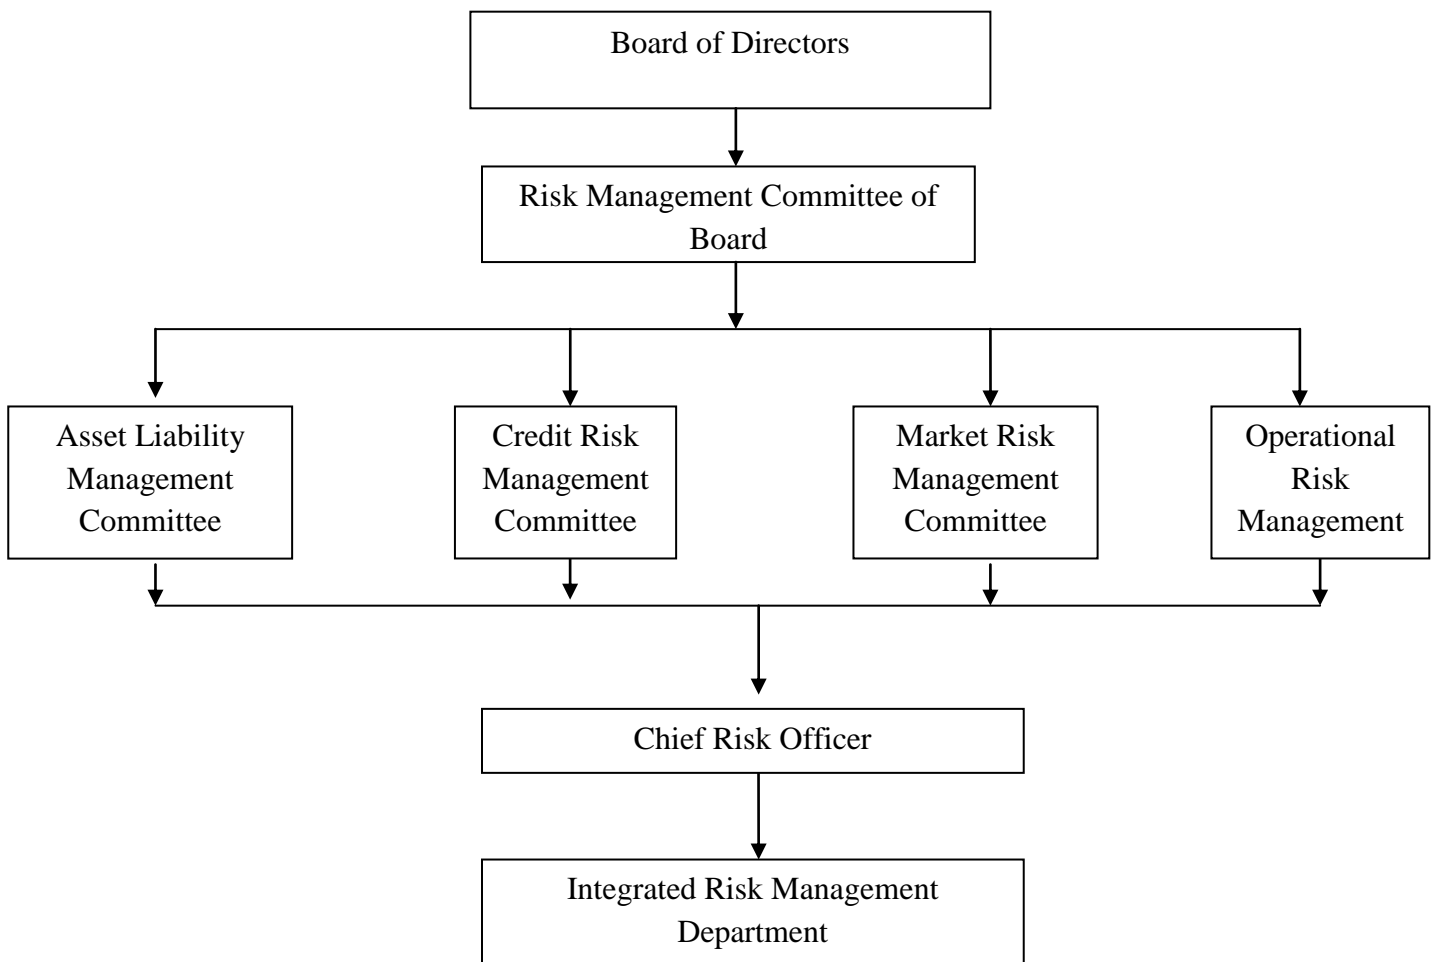 Board of Directors
Risk Management Committee of
Board
Asset Liability
Management
Committee
Credit Risk
Management
Committee
Market Risk
Management
Committee
Operational
Risk
Management
Chief Risk Officer
Integrated Risk Management
Department